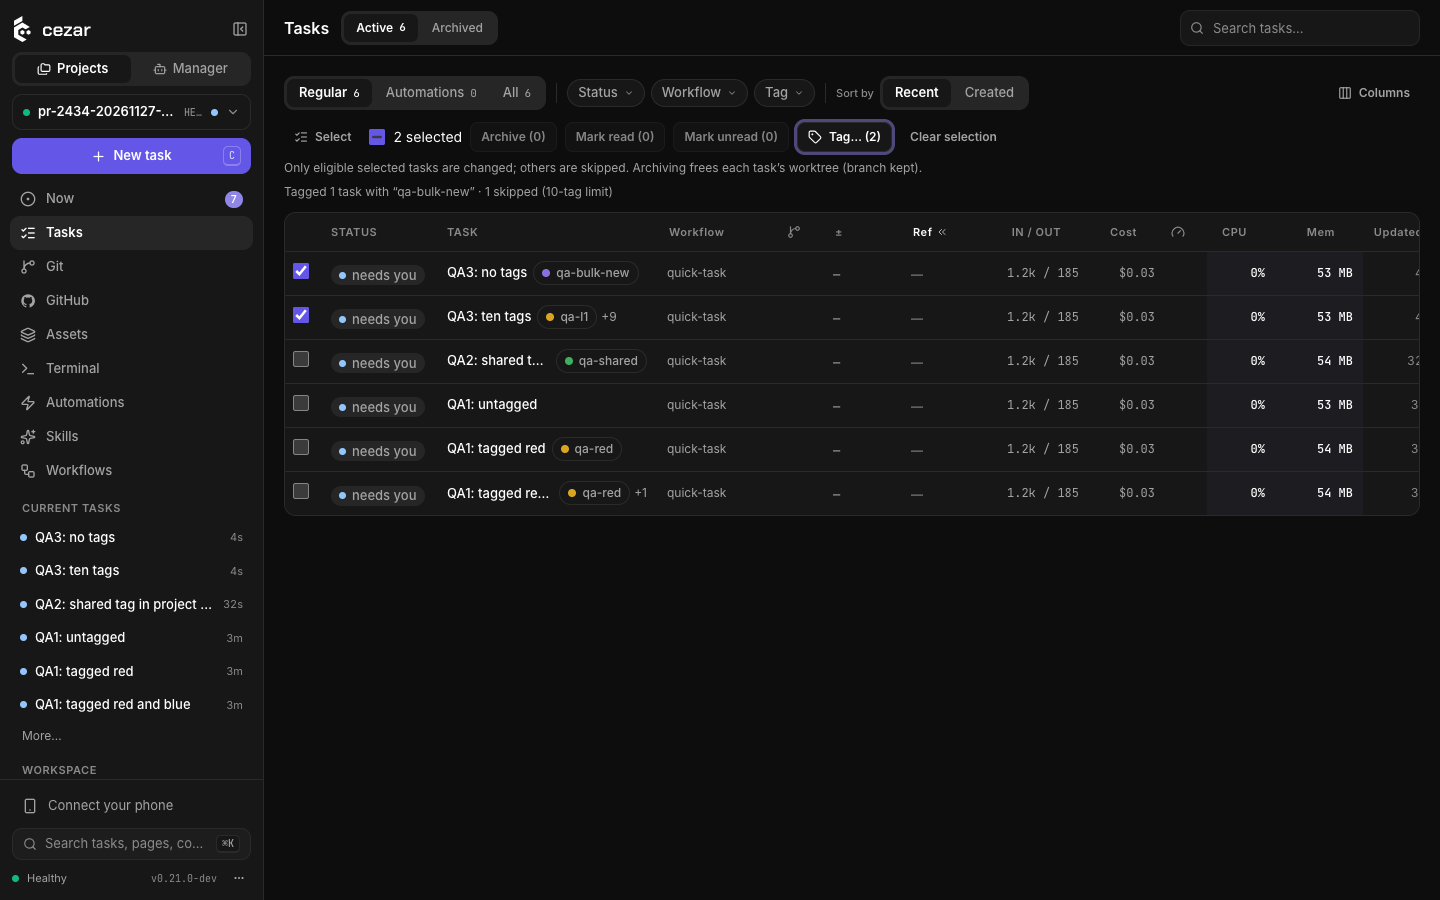 cezar
Projects
Manager
pr-2434-20261127-... HE...
New task C
Now 7
Tasks
Git
GitHub
Assets
Terminal
Automations
Skills
Workflows
CURRENT TASKS
QA3: no tags 4s
QA3: ten tags 4s
QA2: shared tag in project ... 32s
QA1: untagged 3m
QA1: tagged red 3m
QA1: tagged red and blue 3m
More...
WORKSPACE
Connect your phone
Search tasks, pages, co... ⌘K
Healthy v0.21.0-dev ...
Tasks Active 6 Archived Search tasks...
Regular 6 Automations 0 All 6 Status Workflow Tag Sort by Recent Created Columns
Select 2 selected Archive (0) Mark read (0) Mark unread (0) Tag... (2) Clear selection
Only eligible selected tasks are changed; others are skipped. Archiving frees each task's worktree (branch kept).
Tagged 1 task with “qa-bulk-new” · 1 skipped (10-tag limit)
STATUS TASK Workflow ± Ref « IN / OUT Cost CPU Mem Updated
needs you QA3: no tags qa-bulk-new quick-task – — 1.2k / 185 $0.03 0% 53 MB 4
needs you QA3: ten tags qa-l1 +9 quick-task – — 1.2k / 185 $0.03 0% 53 MB 4
needs you QA2: shared t... qa-shared quick-task – — 1.2k / 185 $0.03 0% 54 MB 32
needs you QA1: untagged quick-task – — 1.2k / 185 $0.03 0% 53 MB 3
needs you QA1: tagged red qa-red quick-task – — 1.2k / 185 $0.03 0% 54 MB 3
needs you QA1: tagged re... qa-red +1 quick-task – — 1.2k / 185 $0.03 0% 54 MB 3